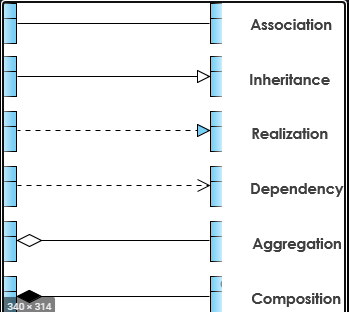 Association
Inheritance
Realization
Dependency
Aggregation
Composition
340 × 314